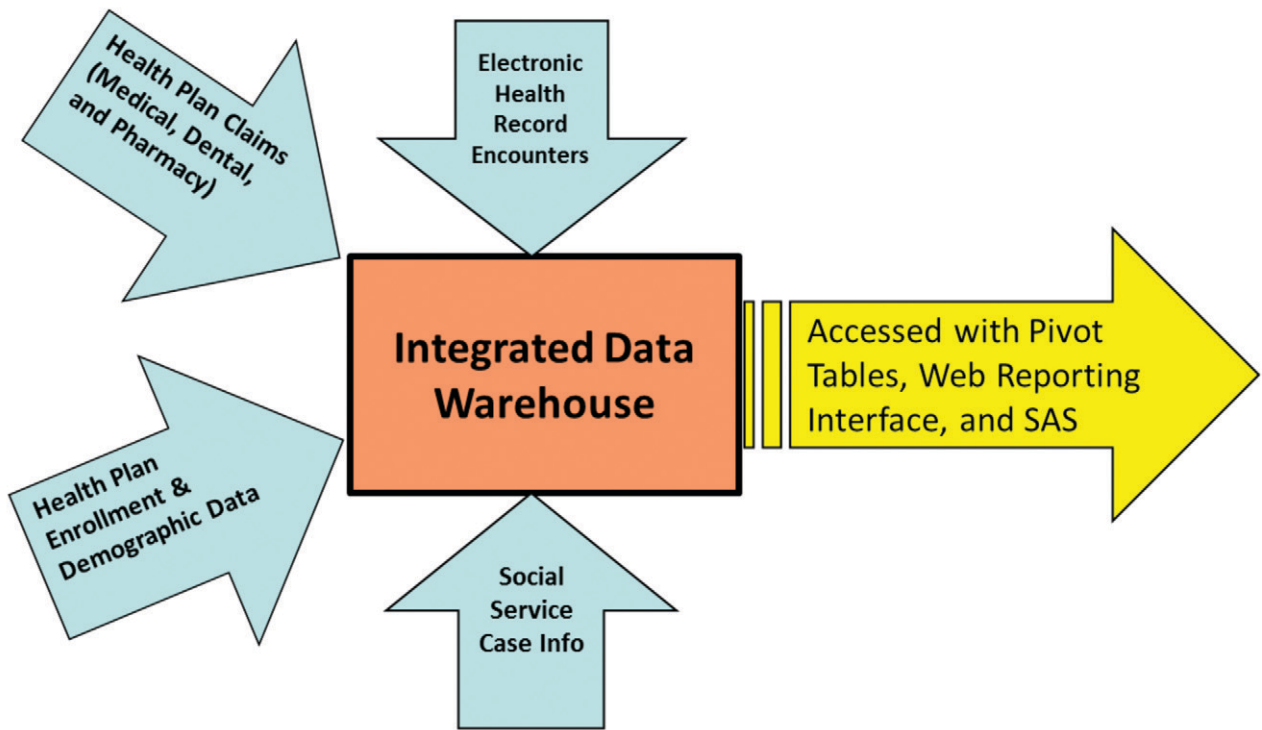 Health Plan Claims
(Medical, Dental,
and Pharmacy)
Electronic
Health
Record
Encounters
Integrated Data
Warehouse
Accessed with Pivot
Tables, Web Reporting
Interface, and SAS
Health Plan
Enrollment &
Demographic Data
Social
Service
Case Info